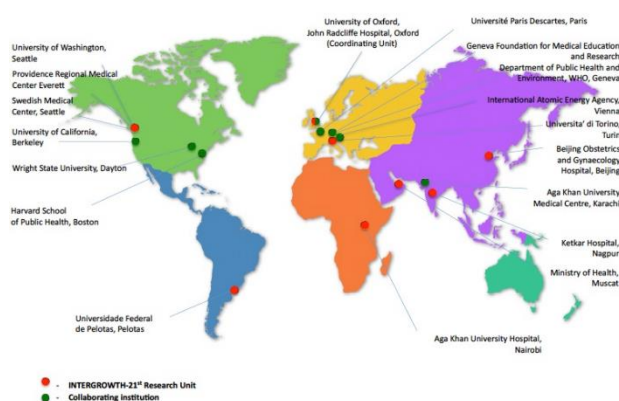 University of Washington,
Seattle
Providence Regional Medical
Center Everett
Swedish Medical
Center, Seattle
University of California,
Berkeley
Wright State University, Dayton
Harvard School
of Public Health, Boston
Universidade Federal
de Pelotas, Pelotas
University of Oxford,
John Radcliffe Hospital, Oxford
(Coordinating Unit)
Université Paris Descartes, Paris
Geneva Foundation for Medical Education
and Research
Department of Public Health and
Environment, WHO, Geneva
International Atomic Energy Agency,
Vienna
Universita' di Torino,
Turin
Beijing Obstetrics
and Gynaecology
Hospital, Beijing
Aga Khan University
Medical Centre, Karachi
Ketkar Hospital,
Nagpur
Ministry of Health,
Muscat
Aga Khan University Hospital,
Nairobi
- INTERGROWTH-21st Research Unit
- Collaborating institution